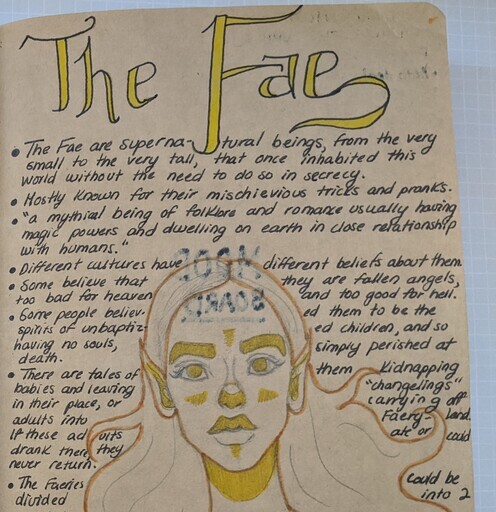 The Fae
• The Fae are superna- tural beings, from the very
small to the very tall, that once inhabited this
world without the need to do so in secrecy.
• Mostly known for their mischievious tricks and pranks.
• "a mythial being of folklore and romance usually having
magic powers and dwelling on earth in close relationship
with humans."
• Different cultures have different beliefs about them
• Some believe that they are fallen angels,
too bad for heaven and too good for hell.
• Some people believ- ed them to be the
spirits of unbaptiz- ed children, and so
having no souls, simply perished at
death.
• There are tales of them Kidnapping
babies and leaving "changelings"
in their place, or carrying off
adults into Faery- Land.
If these ad ults ate or could
drank there, they
never return.
• The Faeries could be
divided into 2